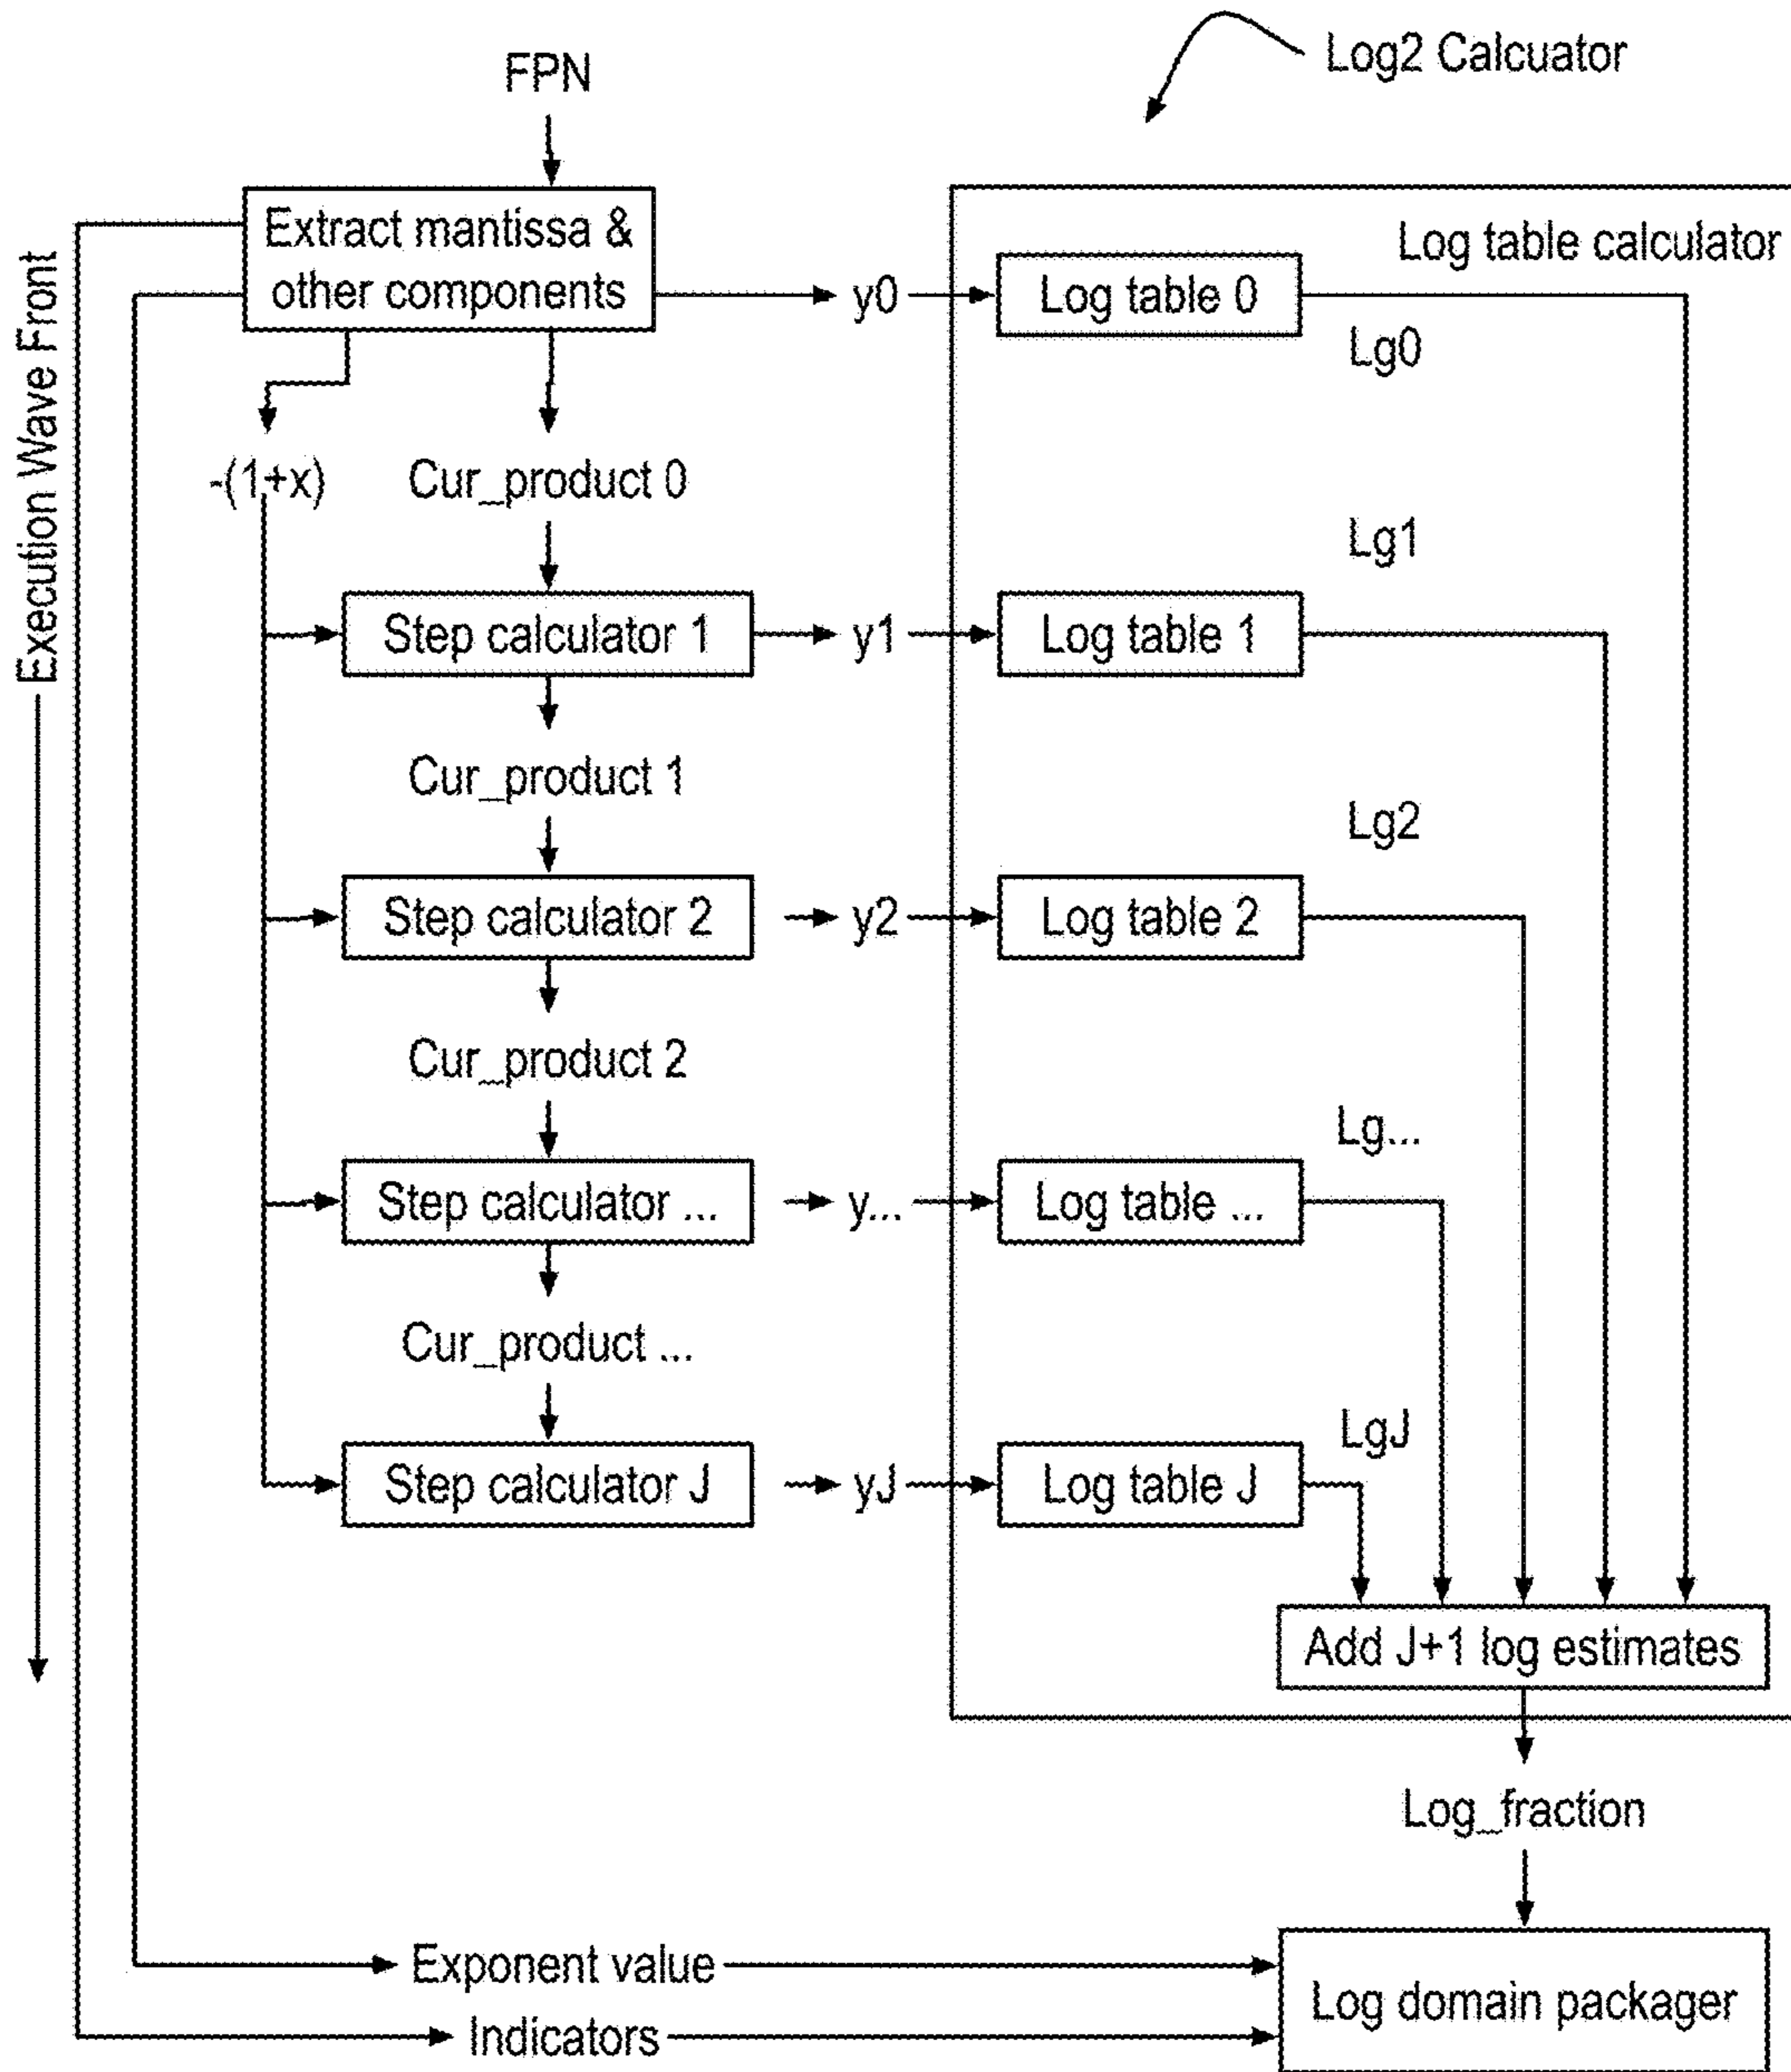 Log2 Calcuator
FPN
Extract mantissa &
other components
y0
Log table 0
Log table calculator
Lg0
Execution Wave Front
-(1+x)
Cur_product 0
Lg1
Step calculator 1
y1
Log table 1
Cur_product 1
Lg2
Step calculator 2
y2
Log table 2
Cur_product 2
Lg...
Step calculator ...
y...
Log table ...
Cur_product ...
LgJ
Step calculator J
yJ
Log table J
Add J+1 log estimates
Log_fraction
Exponent value
Log domain packager
Indicators